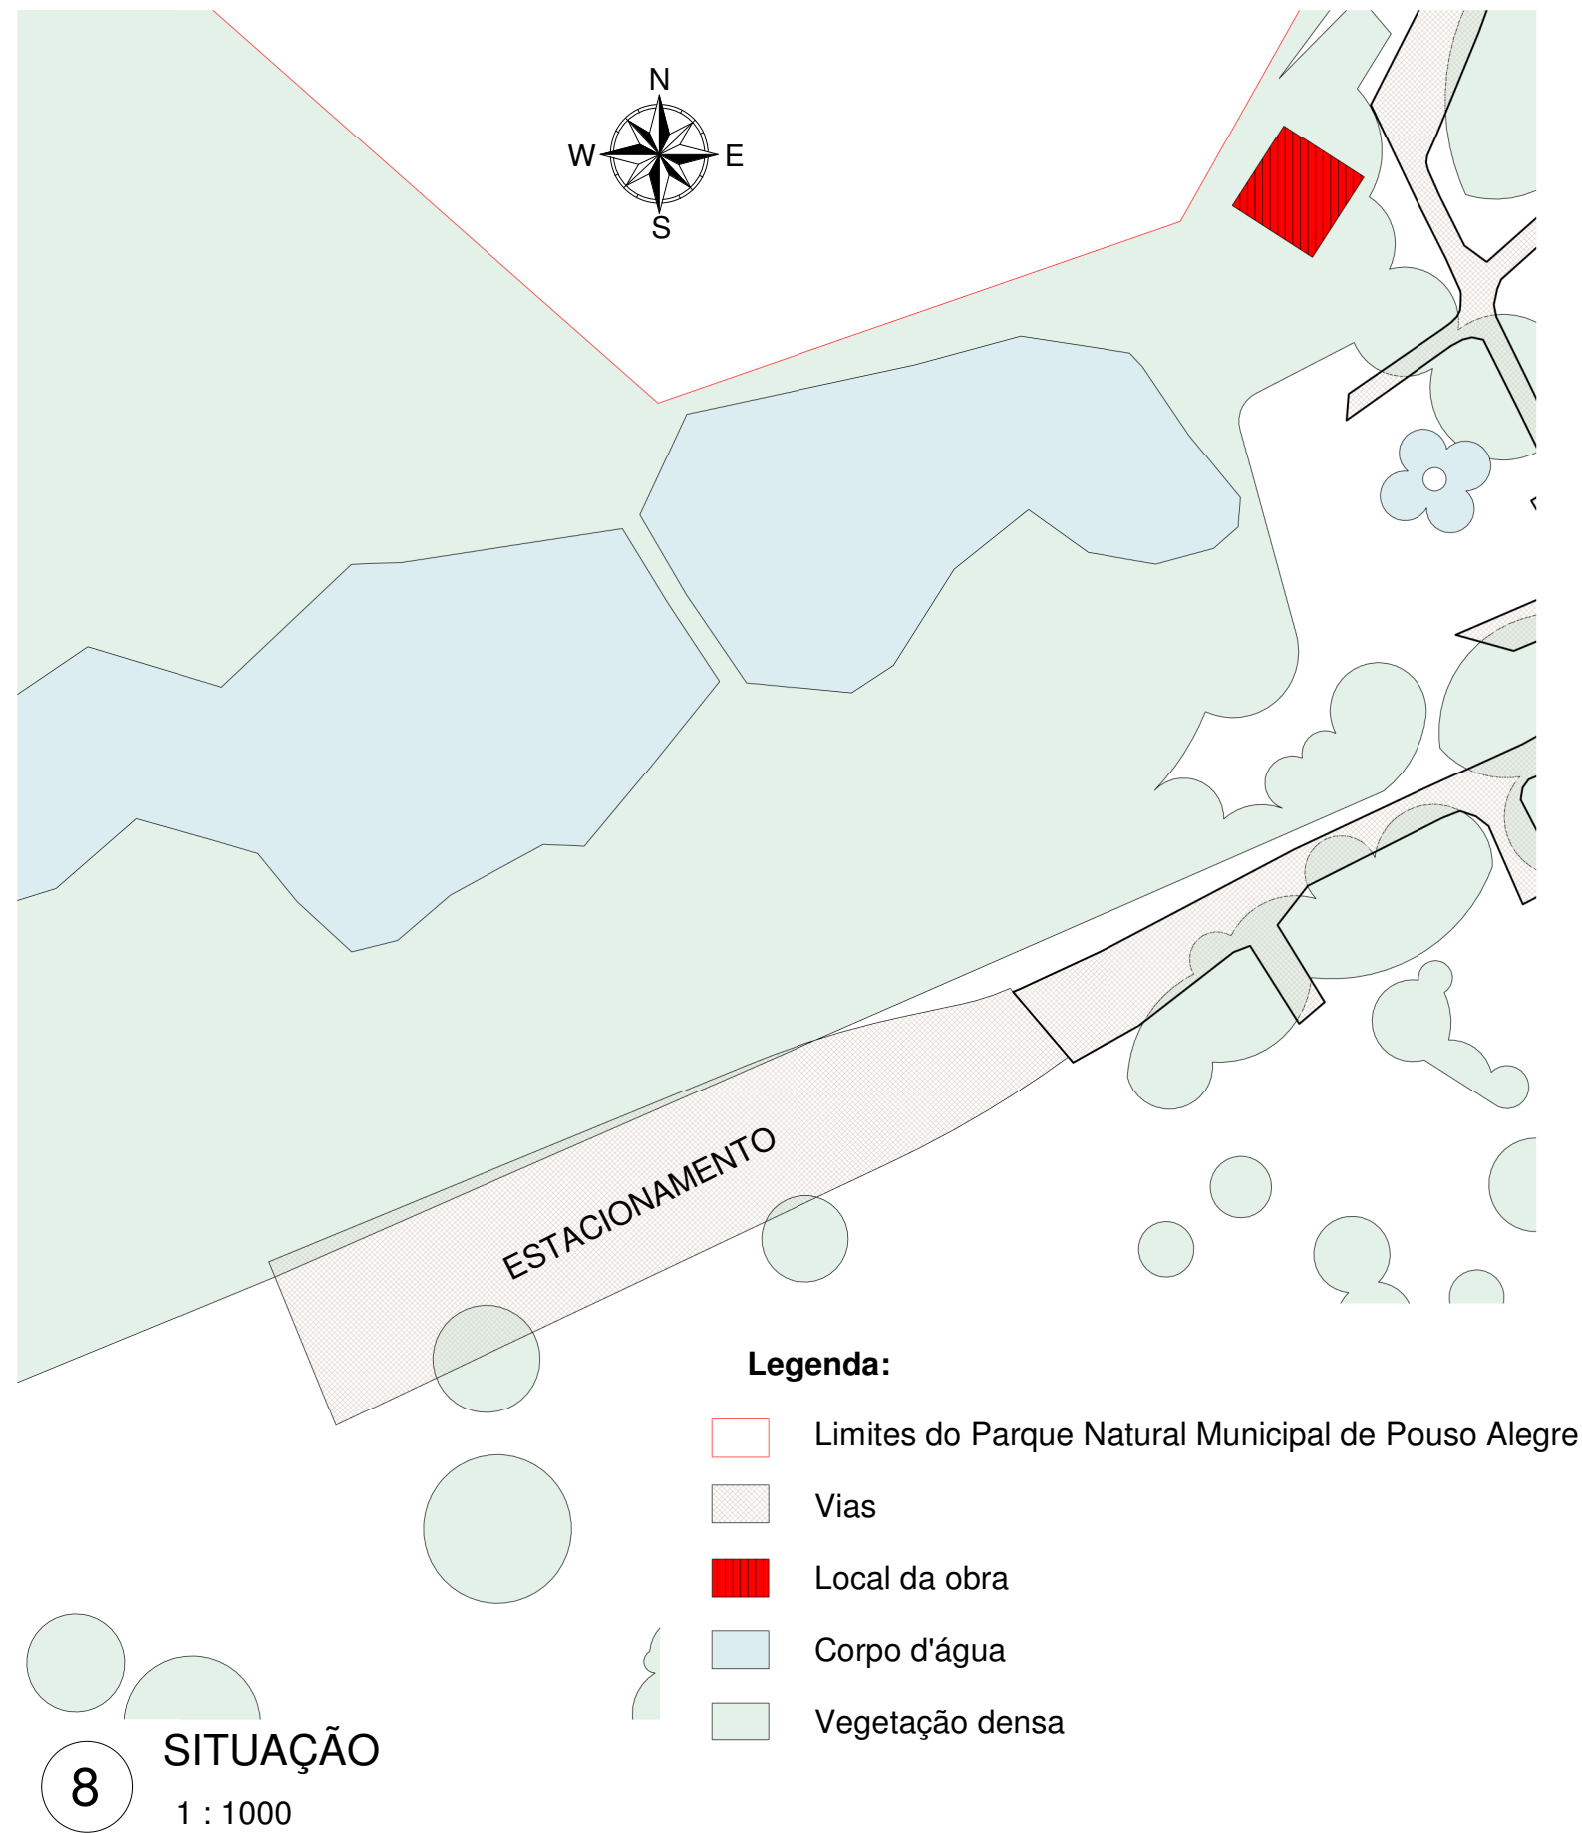 N
W E
S
ESTACIONAMENTO
Legenda:
Limites do Parque Natural Municipal de Pouso Alegre
Vias
Local da obra
Corpo d'água
Vegetação densa
SITUAÇÃO
8
1 : 1000